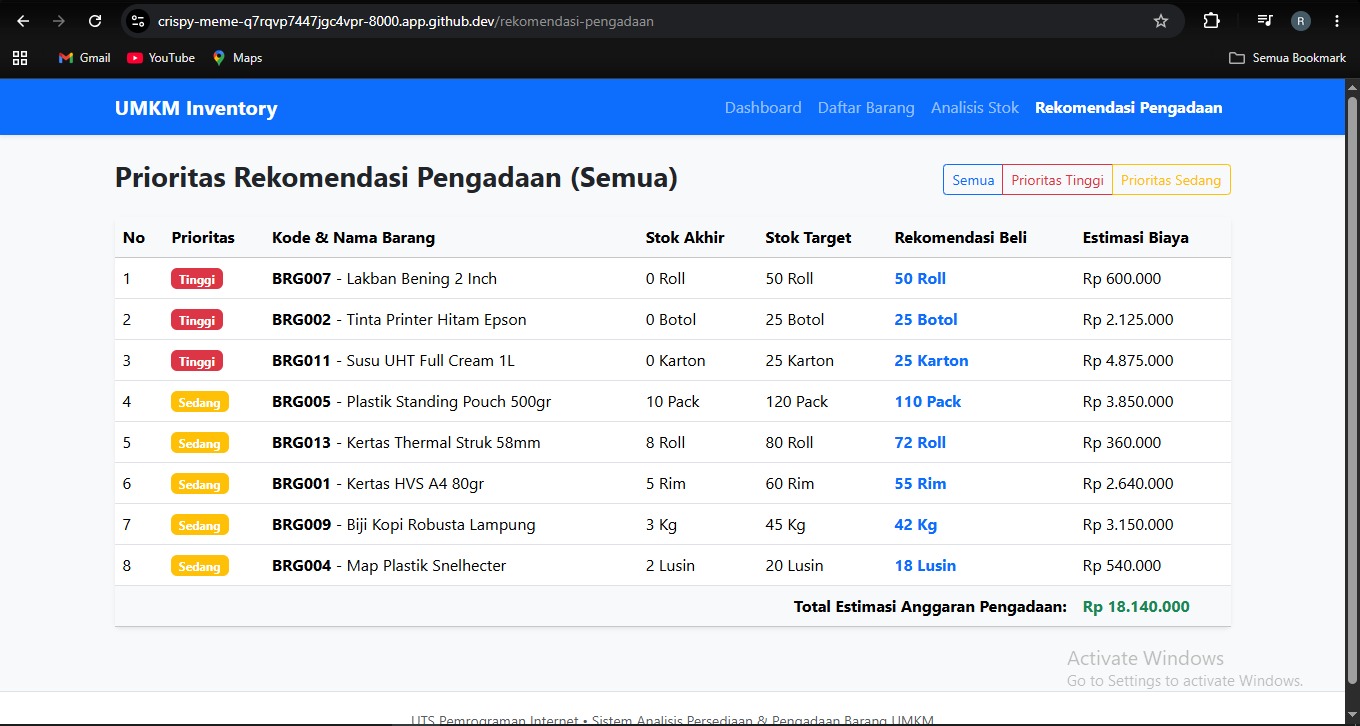 crispy-meme-q7rqvp7447jgc4vpr-8000.app.github.dev/rekomendasi-pengadaan R
Gmail YouTube Maps Semua Bookmark
UMKM Inventory Dashboard Daftar Barang Analisis Stok Rekomendasi Pengadaan
Prioritas Rekomendasi Pengadaan (Semua) Semua Prioritas Tinggi Prioritas Sedang
No Prioritas Kode & Nama Barang Stok Akhir Stok Target Rekomendasi Beli Estimasi Biaya
1 Tinggi BRG007 - Lakban Bening 2 Inch 0 Roll 50 Roll 50 Roll Rp 600.000
2 Tinggi BRG002 - Tinta Printer Hitam Epson 0 Botol 25 Botol 25 Botol Rp 2.125.000
3 Tinggi BRG011 - Susu UHT Full Cream 1L 0 Karton 25 Karton 25 Karton Rp 4.875.000
4 Sedang BRG005 - Plastik Standing Pouch 500gr 10 Pack 120 Pack 110 Pack Rp 3.850.000
5 Sedang BRG013 - Kertas Thermal Struk 58mm 8 Roll 80 Roll 72 Roll Rp 360.000
6 Sedang BRG001 - Kertas HVS A4 80gr 5 Rim 60 Rim 55 Rim Rp 2.640.000
7 Sedang BRG009 - Biji Kopi Robusta Lampung 3 Kg 45 Kg 42 Kg Rp 3.150.000
8 Sedang BRG004 - Map Plastik Snelhecter 2 Lusin 20 Lusin 18 Lusin Rp 540.000
Total Estimasi Anggaran Pengadaan: Rp 18.140.000
Activate Windows
Go to Settings to activate Windows.
UTS Pemrograman Internet • Sistem Analisis Persediaan & Pengadaan Barang UMKM